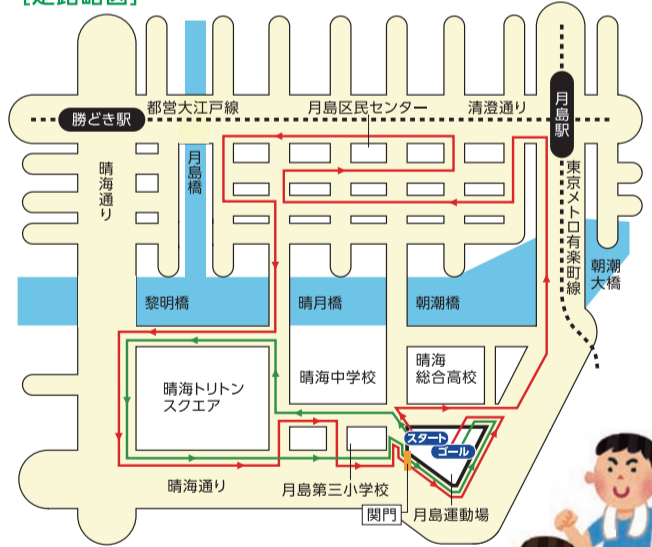 [走路略図]
勝どき駅
都営大江戸線
月島区民センター
清澄通り
月島駅
晴海通り
月島橋
東京メトロ有楽町線
朝潮
大橋
黎明橋
晴月橋
朝潮橋
晴海トリトン
スクエア
晴海中学校
晴海
総合高校
スタート
ゴール
晴海通り
月島第三小学校
関門
月島運動場